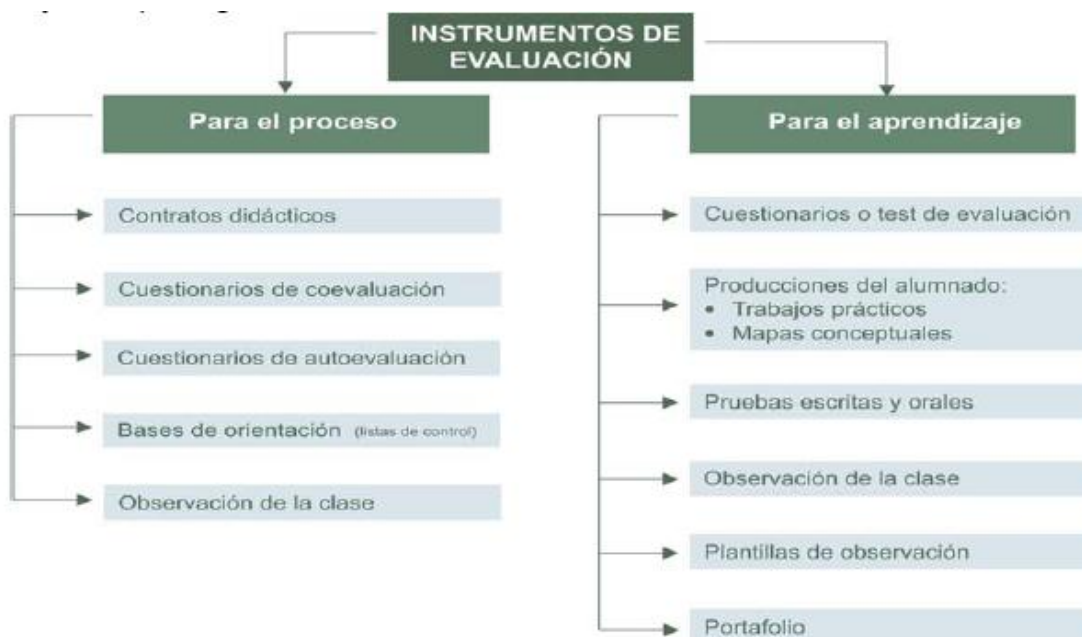 INSTRUMENTOS DE
EVALUACIÓN
Para el proceso
Contratos didácticos
Cuestionarios de coevaluación
Cuestionarios de autoevaluación
Bases de orientación (listas de control)
Observación de la clase
Para el aprendizaje
Cuestionarios o test de evaluación
Producciones del alumnado:
• Trabajos prácticos
• Mapas conceptuales
Pruebas escritas y orales
Observación de la clase
Plantillas de observación
Portafolio